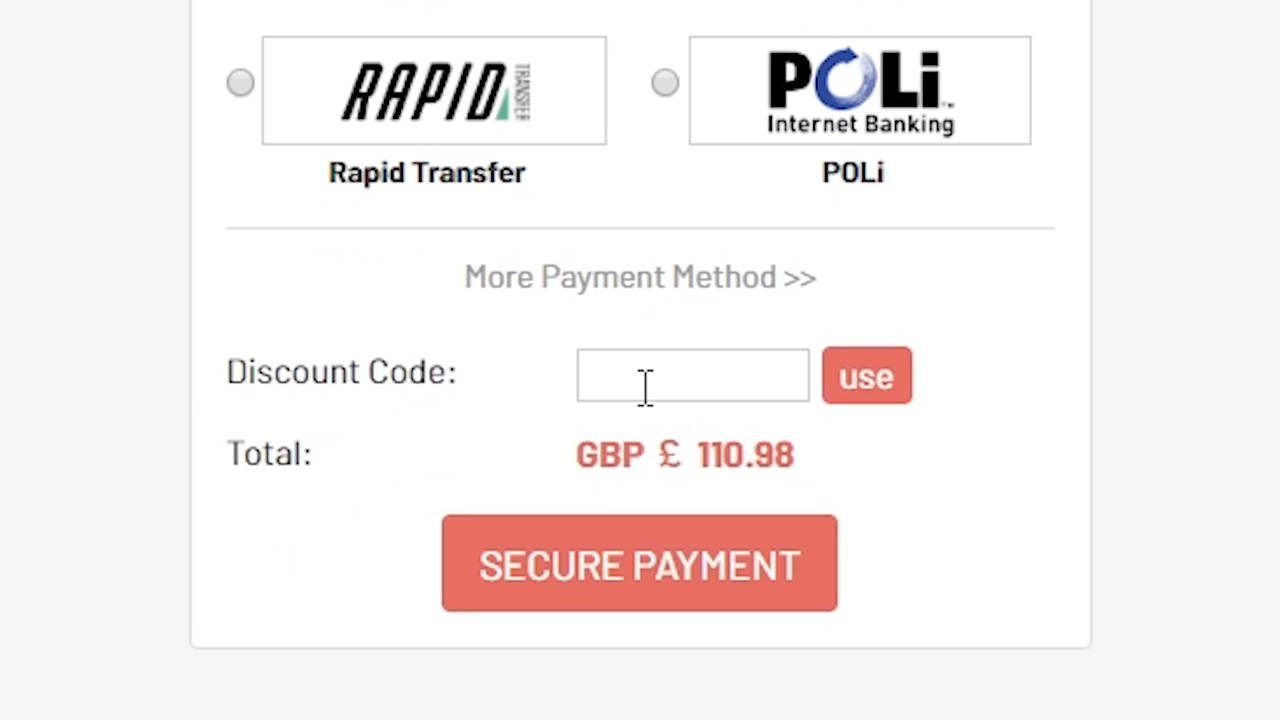 RAPID TRANSFER
POLi™
Internet Banking
Rapid Transfer
POLi
More Payment Method >>
Discount Code:
use
Total:
GBP £ 110.98
SECURE PAYMENT